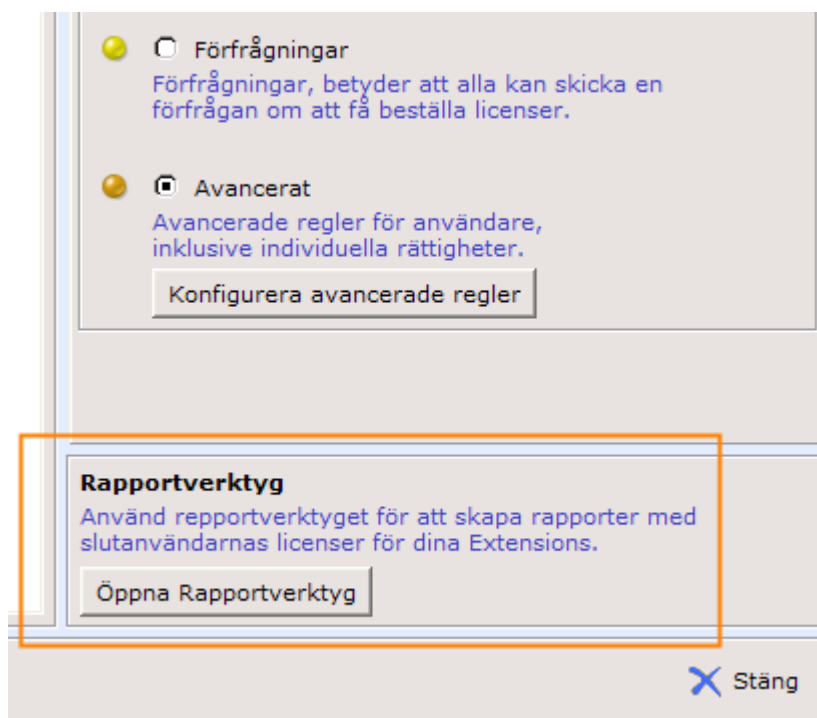 Förfrågningar
Förfrågningar, betyder att alla kan skicka en
förfrågan om att få beställa licenser.
Avancerat
Avancerade regler för användare,
inklusive individuella rättigheter.
Konfigurera avancerade regler
Rapportverktyg
Använd repportverktyget för att skapa rapporter med
slutanvändarnas licenser för dina Extensions.
Öppna Rapportverktyg
Stäng